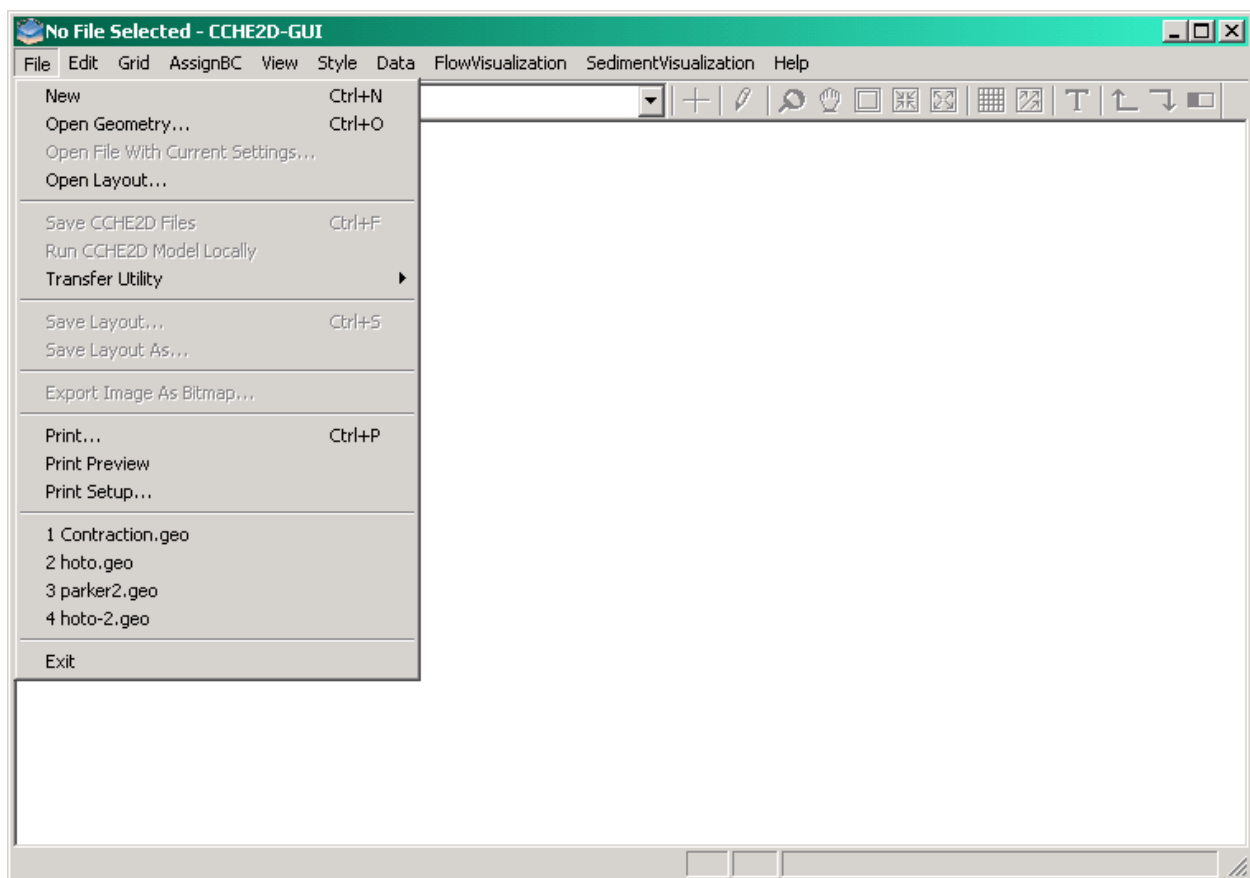 No File Selected - CCHE2D-GUI
File Edit Grid AssignBC View Style Data FlowVisualization SedimentVisualization Help
New Ctrl+N
Open Geometry... Ctrl+O
Open File With Current Settings...
Open Layout...
Save CCHE2D Files Ctrl+F
Run CCHE2D Model Locally
Transfer Utility
Save Layout... Ctrl+S
Save Layout As...
Export Image As Bitmap...
Print... Ctrl+P
Print Preview
Print Setup...
1 Contraction.geo
2 hoto.geo
3 parker2.geo
4 hoto-2.geo
Exit
T